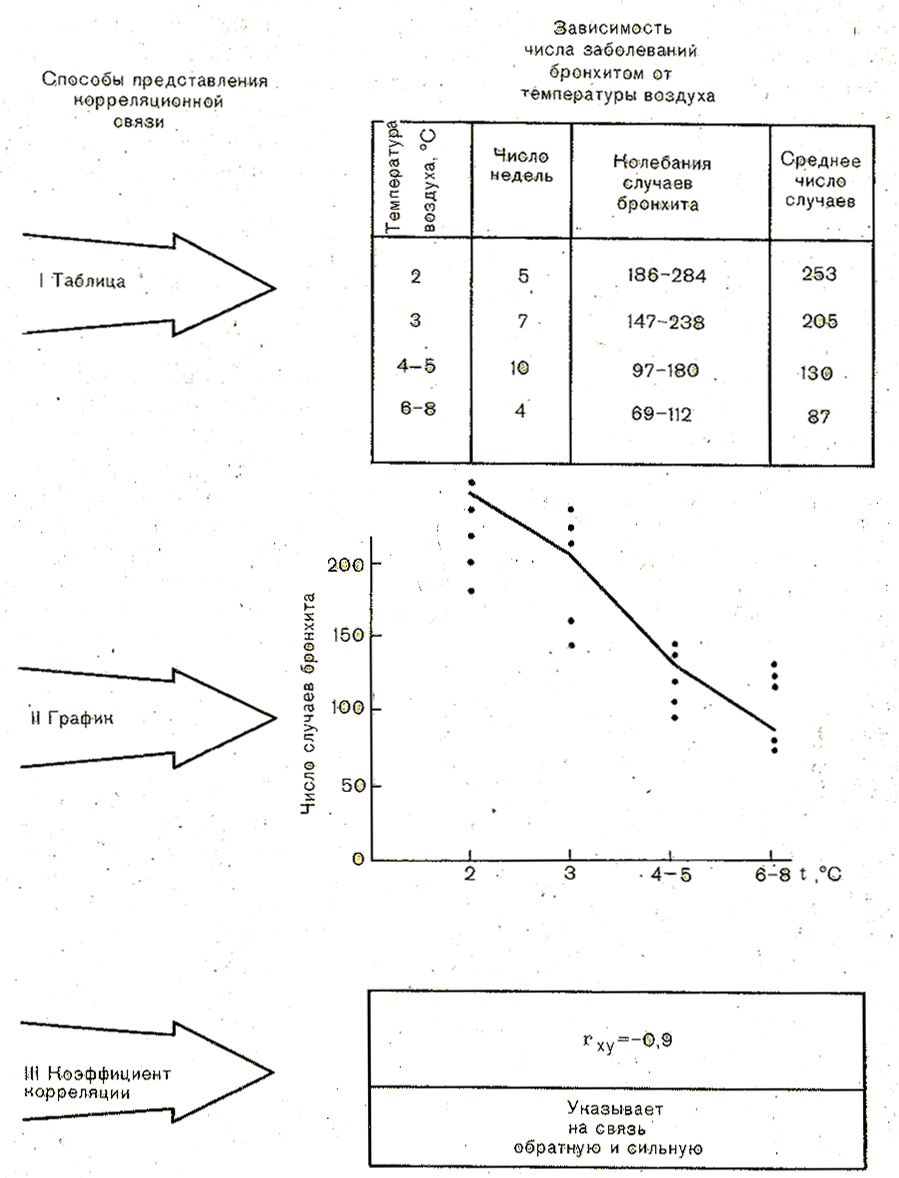 Способы представления
корреляционной
связи
Зависимость
числа заболеваний
бронхитом от
температуры воздуха
I Таблица
Температура
воздуха, °C
Число
недель
Колебания
случаев
бронхита
Среднее
число
случаев
2 5 186-284 253
3 7 147-238 205
4-5 10 97-180 130
6-8 4 69-112 87
II График
Число случаев бронхита
200
150
100
50
0
2 3 4-5 6-8 t,°C
III Коэффициент
корреляции
r xy =-0,9
Указывает
на связь
обратную и сильную